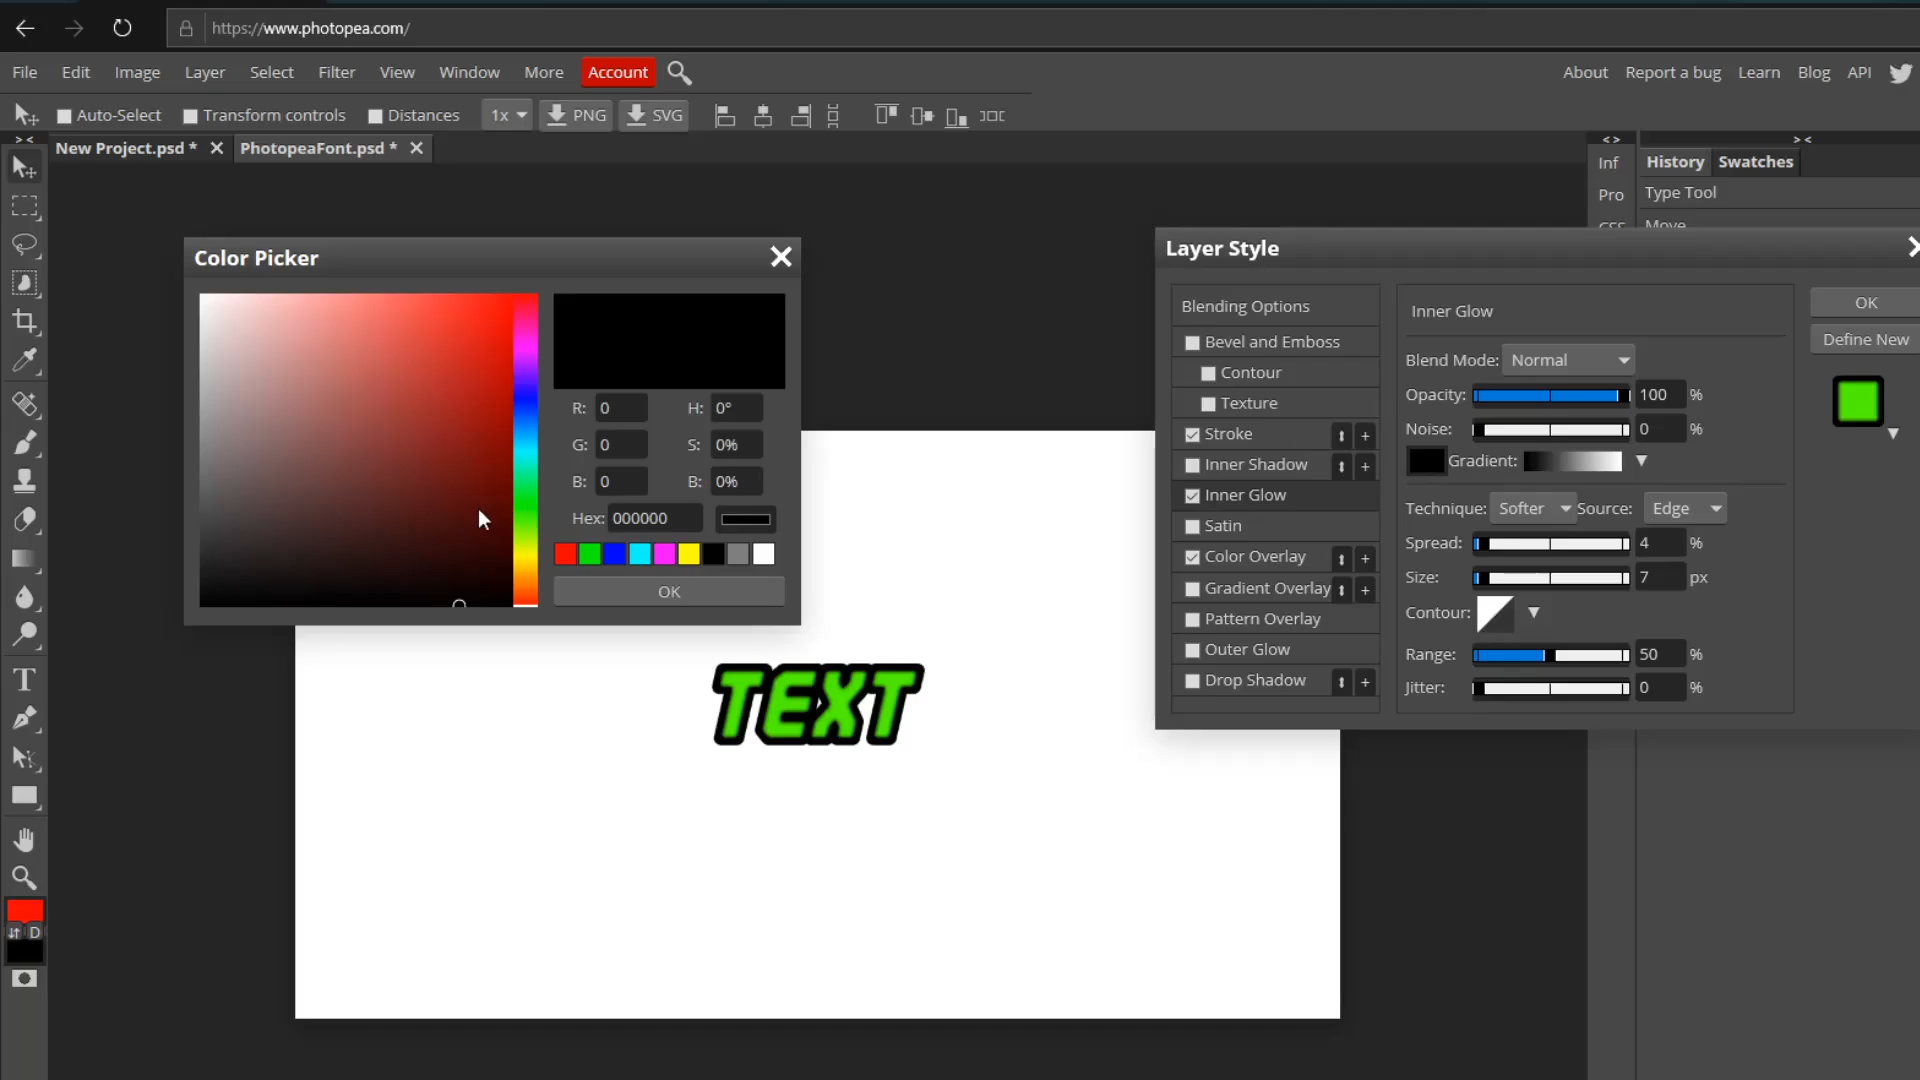 https://www.photopea.com/
File Edit Image Layer Select Filter View Window More Account About Report a bug Learn Blog API
Auto-Select Transform controls Distances 1x PNG SVG
> < New Project.psd * PhotopeaFont.psd * < > > <
Inf History Swatches
Pro Type Tool
CSS Move
Color Picker
R: 0 H: 0°
G: 0 S: 0%
B: 0 B: 0%
Hex: 000000
OK
Layer Style
Blending Options
Bevel and Emboss
Contour
Texture
Stroke +
Inner Shadow +
Inner Glow
Satin
Color Overlay +
Gradient Overlay +
Pattern Overlay
Outer Glow
Drop Shadow +
Inner Glow
Blend Mode: Normal
Opacity: 100 %
Noise: 0 %
Gradient:
Technique: Softer Source: Edge
Spread: 4 %
Size: 7 px
Contour:
Range: 50 %
Jitter: 0 %
OK
Define New
TEXT
T
D